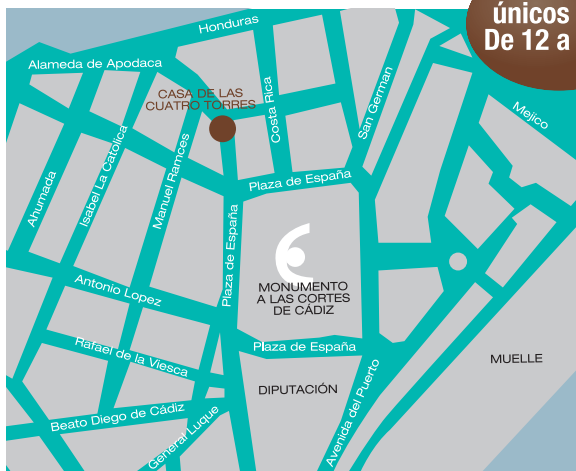 únicos
De 12 a
Honduras
Alameda de Apodaca
CASA DE LAS
CUATRO TORRES
Costa Rica
San German
Mejico
Ahumada
Isabel La Catolica
Manuel Ramces
Plaza de España
Plaza de España
MONUMENTO
A LAS CORTES
DE CÁDIZ
Antonio Lopez
Plaza de España
Rafael de la Viesca
MUELLE
DIPUTACIÓN
Avenida del Puerto
Beato Diego de Cádiz
General Luque